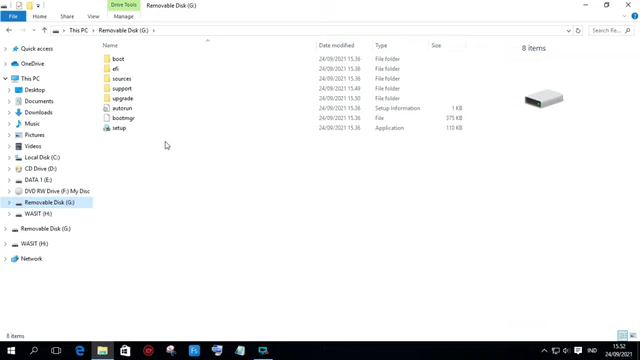 Drive Tools
Removable Disk (G:)
File
Home
Share
View
Manage
This PC
Removable Disk (G:)
Search Re...
Quick access
OneDrive
This PC
Desktop
Documents
Downloads
Music
Pictures
Videos
Local Disk (C:)
CD Drive (D:)
DATA 1 (E:)
DVD RW Drive (F:) My Disc
Removable Disk (G:)
WASIT (H:)
Removable Disk (G:)
WASIT (H:)
Network
Name Date modified Type Size
boot 24/09/2021 15.36 File folder
efi 24/09/2021 15.36 File folder
sources 24/09/2021 15.36 File folder
support 24/09/2021 15.49 File folder
upgrade 24/09/2021 15.50 File folder
autorun 24/09/2021 15.36 Setup Information 1 KB
bootmgr 24/09/2021 15.36 File 375 KB
setup 24/09/2021 15.36 Application 110 KB
8 items
8 items
IND
15.52
24/09/2021